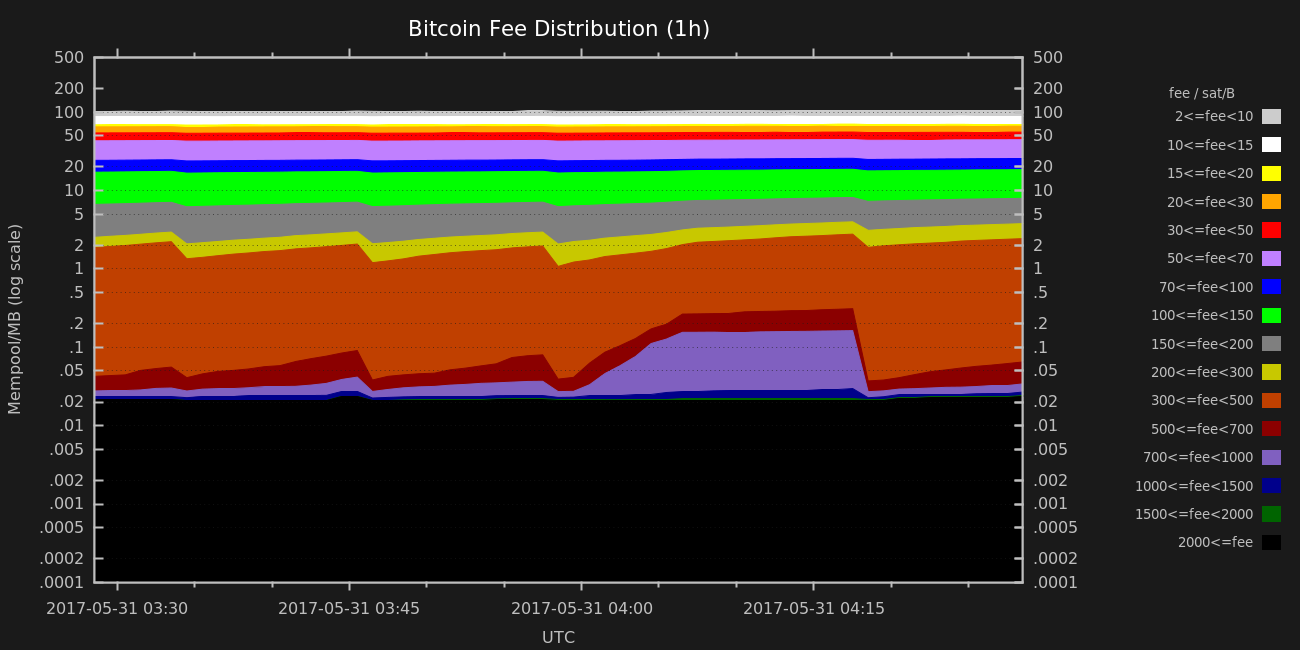 Bitcoin Fee Distribution (1h)
500
200
100
50
20
10
5
2
1
.5
.2
.1
.05
.02
.01
.005
.002
.001
.0005
.0002
.0001
Mempool/MB (log scale)
500
200
100
50
20
10
5
2
1
.5
.2
.1
.05
.02
.01
.005
.002
.001
.0005
.0002
.0001
2017-05-31 03:30
2017-05-31 03:45
2017-05-31 04:00
2017-05-31 04:15
UTC
fee / sat/B
2<=fee<10
10<=fee<15
15<=fee<20
20<=fee<30
30<=fee<50
50<=fee<70
70<=fee<100
100<=fee<150
150<=fee<200
200<=fee<300
300<=fee<500
500<=fee<700
700<=fee<1000
1000<=fee<1500
1500<=fee<2000
2000<=fee